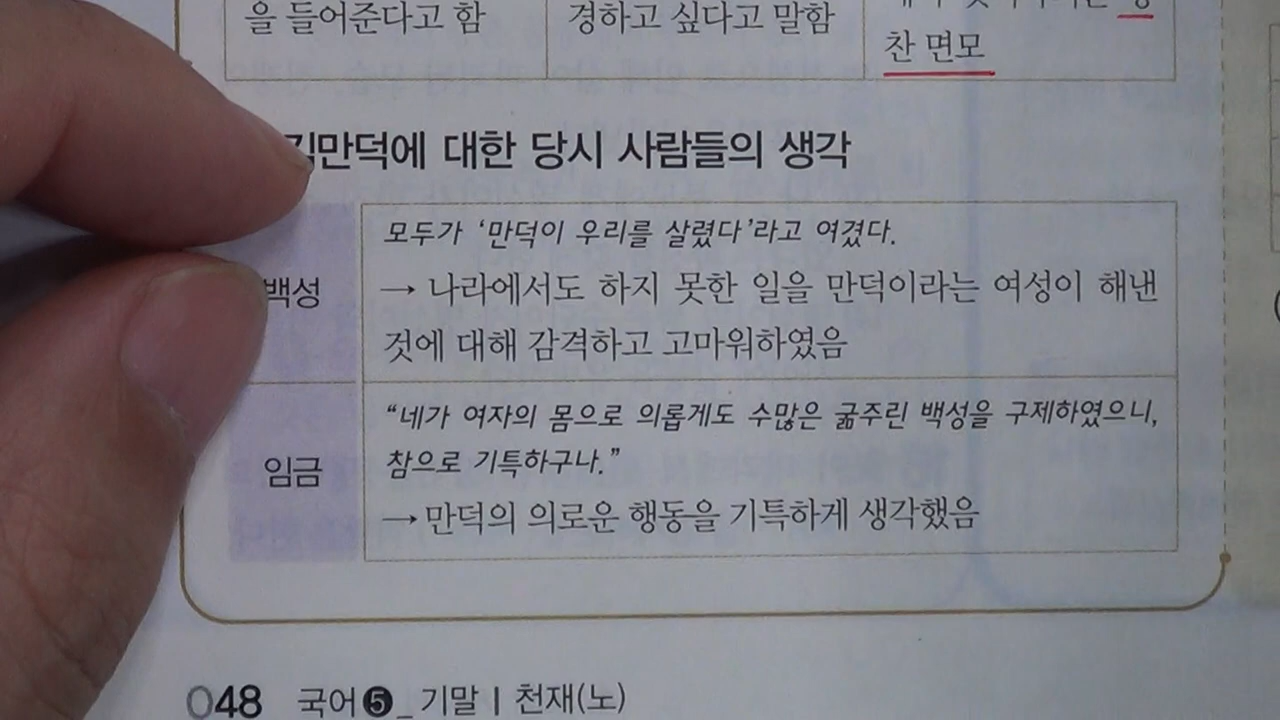 을 들어준다고 함
경하고 싶다고 말함
찬 면모
김만덕에 대한 당시 사람들의 생각
백성
모두가 ‘만덕이 우리를 살렸다’라고 여겼다.
→ 나라에서도 하지 못한 일을 만덕이라는 여성이 해낸
것에 대해 감격하고 고마워하였음
임금
“네가 여자의 몸으로 의롭게도 수많은 굶주린 백성을 구제하였으니,
참으로 기특하구나.”
→ 만덕의 의로운 행동을 기특하게 생각했음
048 국어❺_기말 | 천재(노)